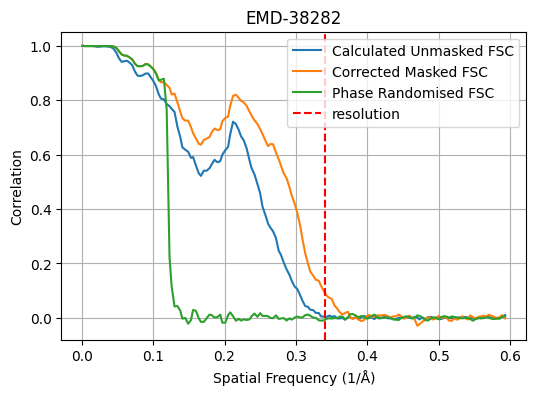 EMD-38282
1.0
0.8
0.6
0.4
0.2
0.0
Correlation
Calculated Unmasked FSC
Corrected Masked FSC
Phase Randomised FSC
resolution
0.0 0.1 0.2 0.3 0.4 0.5 0.6
Spatial Frequency (1/Å)